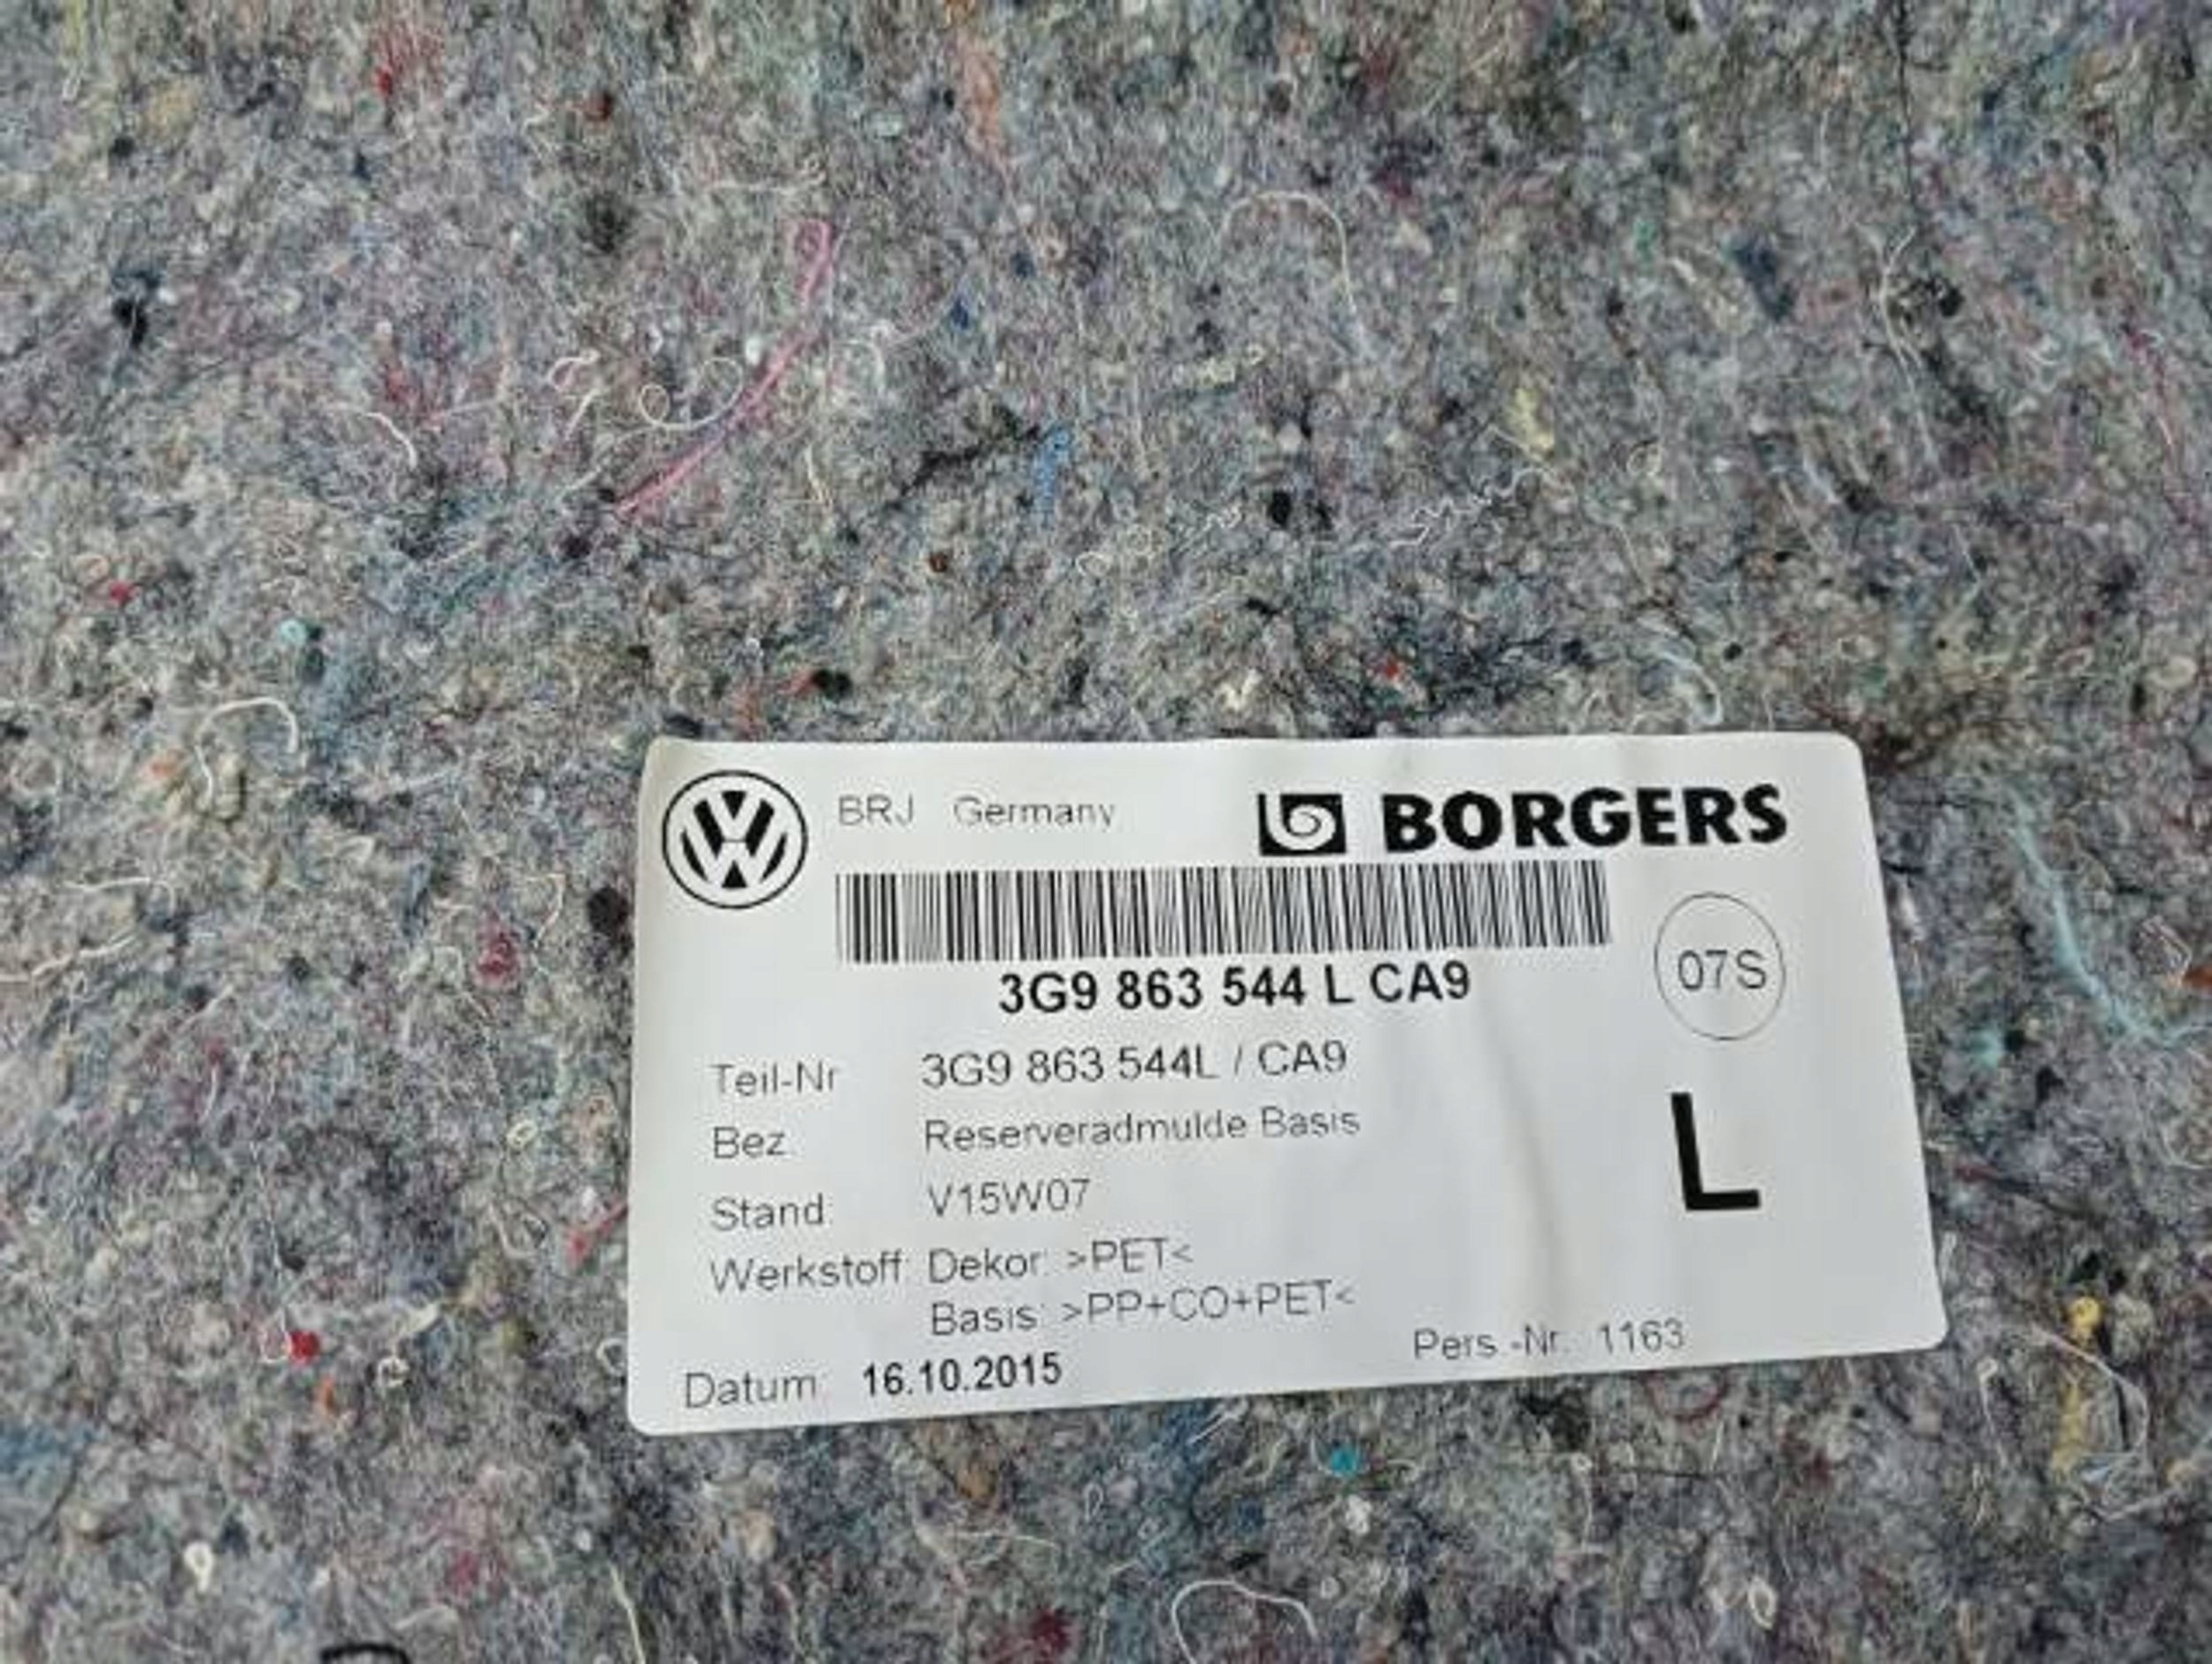 BRJ Germany BORGERS
3G9 863 544 L CA9
07S
Teil-Nr 3G9 863 544L / CA9
Bez. Reserveradmulde Basis
L
Stand: V15W07
Werkstoff: Dekor: >PET<
Basis: >PP+CO+PET<
Pers.-Nr. 1163
Datum: 16.10.2015